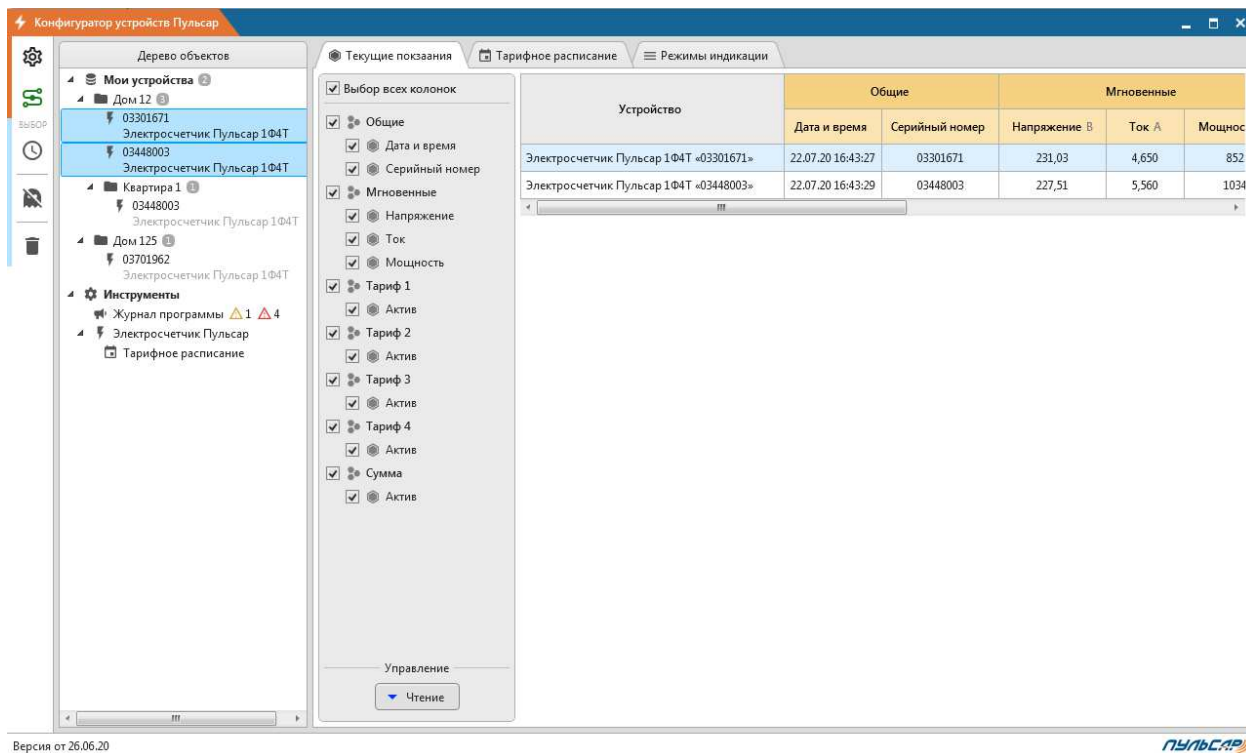 Конфигуратор устройств Пульсар
ВЫБОР
Дерево объектов
Мои устройства 2
Дом 12 3
03301671
Электросчетчик Пульсар 1Ф4Т
03448003
Электросчетчик Пульсар 1Ф4Т
Квартира 1 1
03448003
Электросчетчик Пульсар 1Ф4Т
Дом 125 1
03701962
Электросчетчик Пульсар 1Ф4Т
Инструменты
Журнал программы 1 4
Электросчетчик Пульсар
Тарифное расписание
Текущие покзаания Тарифное расписание Режимы индикации
Выбор всех колонок
Общие
Дата и время
Серийный номер
Мгновенные
Напряжение
Ток
Мощность
Тариф 1
Актив
Тариф 2
Актив
Тариф 3
Актив
Тариф 4
Актив
Сумма
Актив
Управление
Чтение
Общие Мгновенные
Устройство
Дата и время Серийный номер Напряжение В Ток А Мощнос
Электросчетчик Пульсар 1Ф4Т «03301671» 22.07.20 16:43:27 03301671 231,03 4,650 852
Электросчетчик Пульсар 1Ф4Т «03448003» 22.07.20 16:43:29 03448003 227,51 5,560 1034
Версия от 26.06.20
ПУЛЬСАР